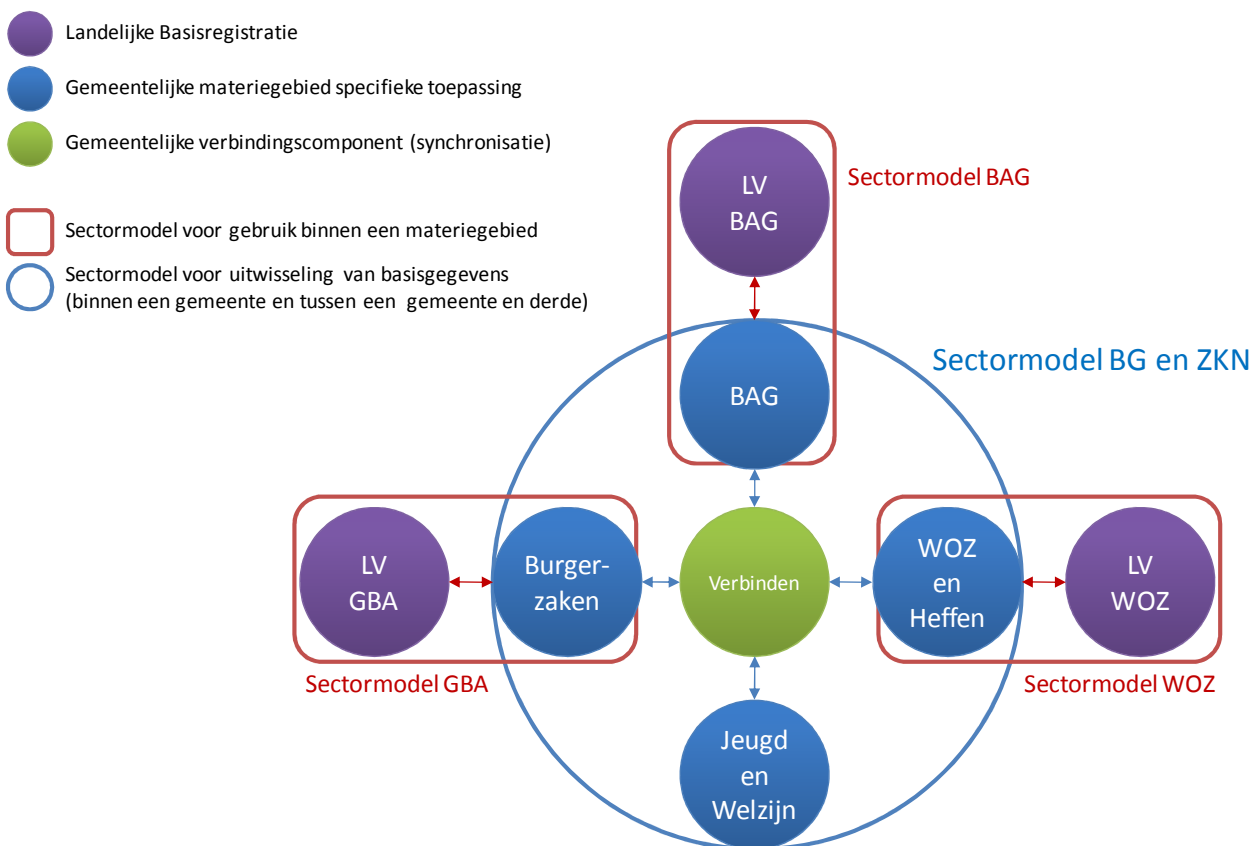 Landelijke Basisregistratie
Gemeentelijke materiegebied specifieke toepassing
Gemeentelijke verbindingscomponent (synchronisatie)
Sectormodel voor gebruik binnen een materiegebied
Sectormodel voor uitwisseling van basisgegevens
(binnen een gemeente en tussen een gemeente en derde)
LV
BAG
Sectormodel BAG
BAG
Sectormodel BG en ZKN
LV
GBA
Burger-
zaken
Verbinden
WOZ
en
Heffen
LV
WOZ
Sectormodel GBA
Sectormodel WOZ
Jeugd
en
Welzijn